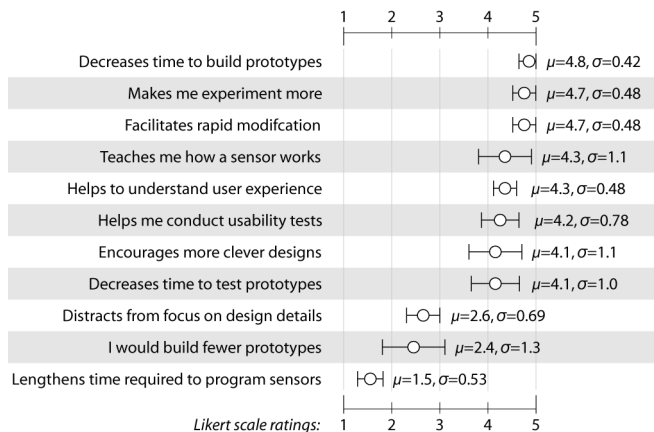 1 2 3 4 5
Decreases time to build prototypes μ=4.8, σ=0.42
Makes me experiment more μ=4.7, σ=0.48
Facilitates rapid modifcation μ=4.7, σ=0.48
Teaches me how a sensor works μ=4.3, σ=1.1
Helps to understand user experience μ=4.3, σ=0.48
Helps me conduct usability tests μ=4.2, σ=0.78
Encourages more clever designs μ=4.1, σ=1.1
Decreases time to test prototypes μ=4.1, σ=1.0
Distracts from focus on design details μ=2.6, σ=0.69
I would build fewer prototypes μ=2.4, σ=1.3
Lengthens time required to program sensors μ=1.5, σ=0.53
Likert scale ratings: 1 2 3 4 5